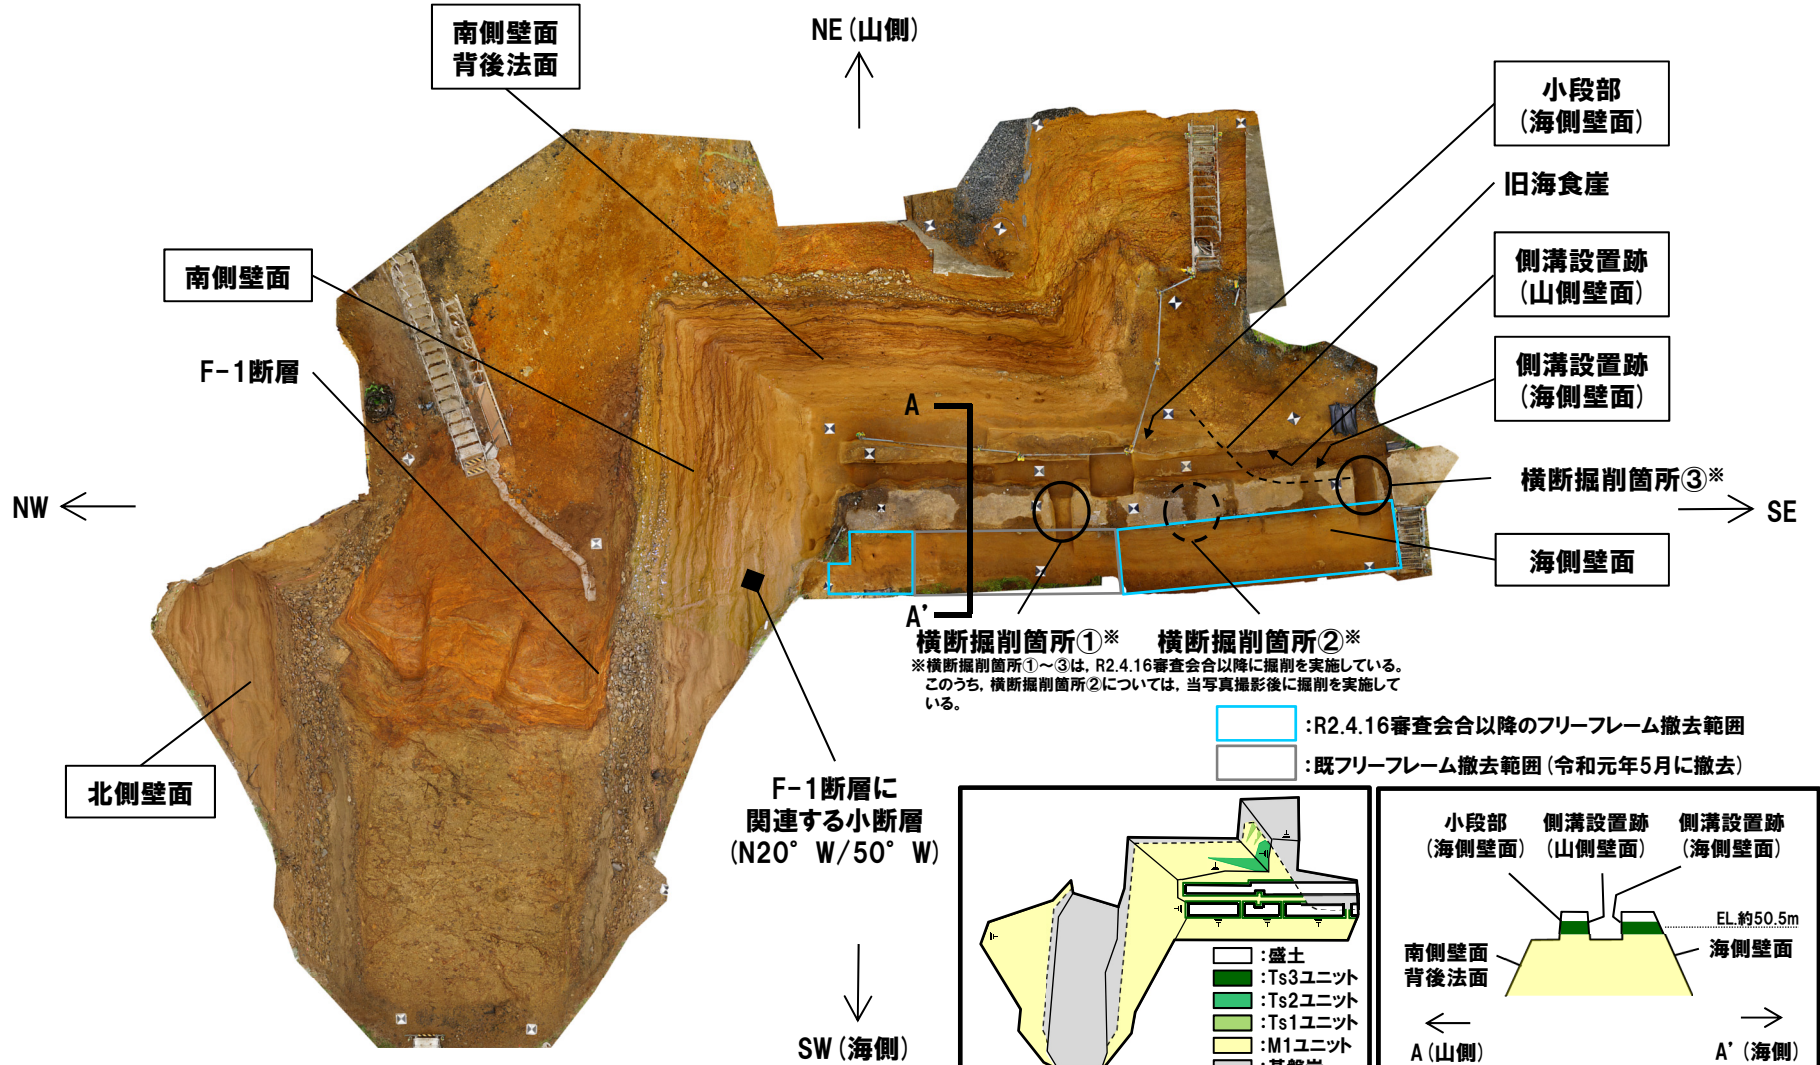 南側壁面
背後法面
NE(山側)
小段部
(海側壁面)
旧海食崖
側溝設置跡
(山側壁面)
南側壁面
F-1断層
側溝設置跡
(海側壁面)
A
横断掘削箇所③※
NW
SE
海側壁面
A'
横断掘削箇所①※
横断掘削箇所②※
※横断掘削箇所①～③は, R2.4.16審査会合以降に掘削を実施している。
このうち, 横断掘削箇所②については, 当写真撮影後に掘削を実施して
いる。
:R2.4.16審査会合以降のフリーフレーム撤去範囲
:既フリーフレーム撤去範囲(令和元年5月に撤去)
北側壁面
F-1断層に
関連する小断層
(N20°W/50°W)
SW(海側)
:盛土
:Ts3ユニット
:Ts2ユニット
:Ts1ユニット
:M1ユニット
:基盤岩
小段部
(海側壁面)
側溝設置跡
(山側壁面)
側溝設置跡
(海側壁面)
EL.約50.5m
南側壁面
背後法面
海側壁面
A(山側)
A'(海側)